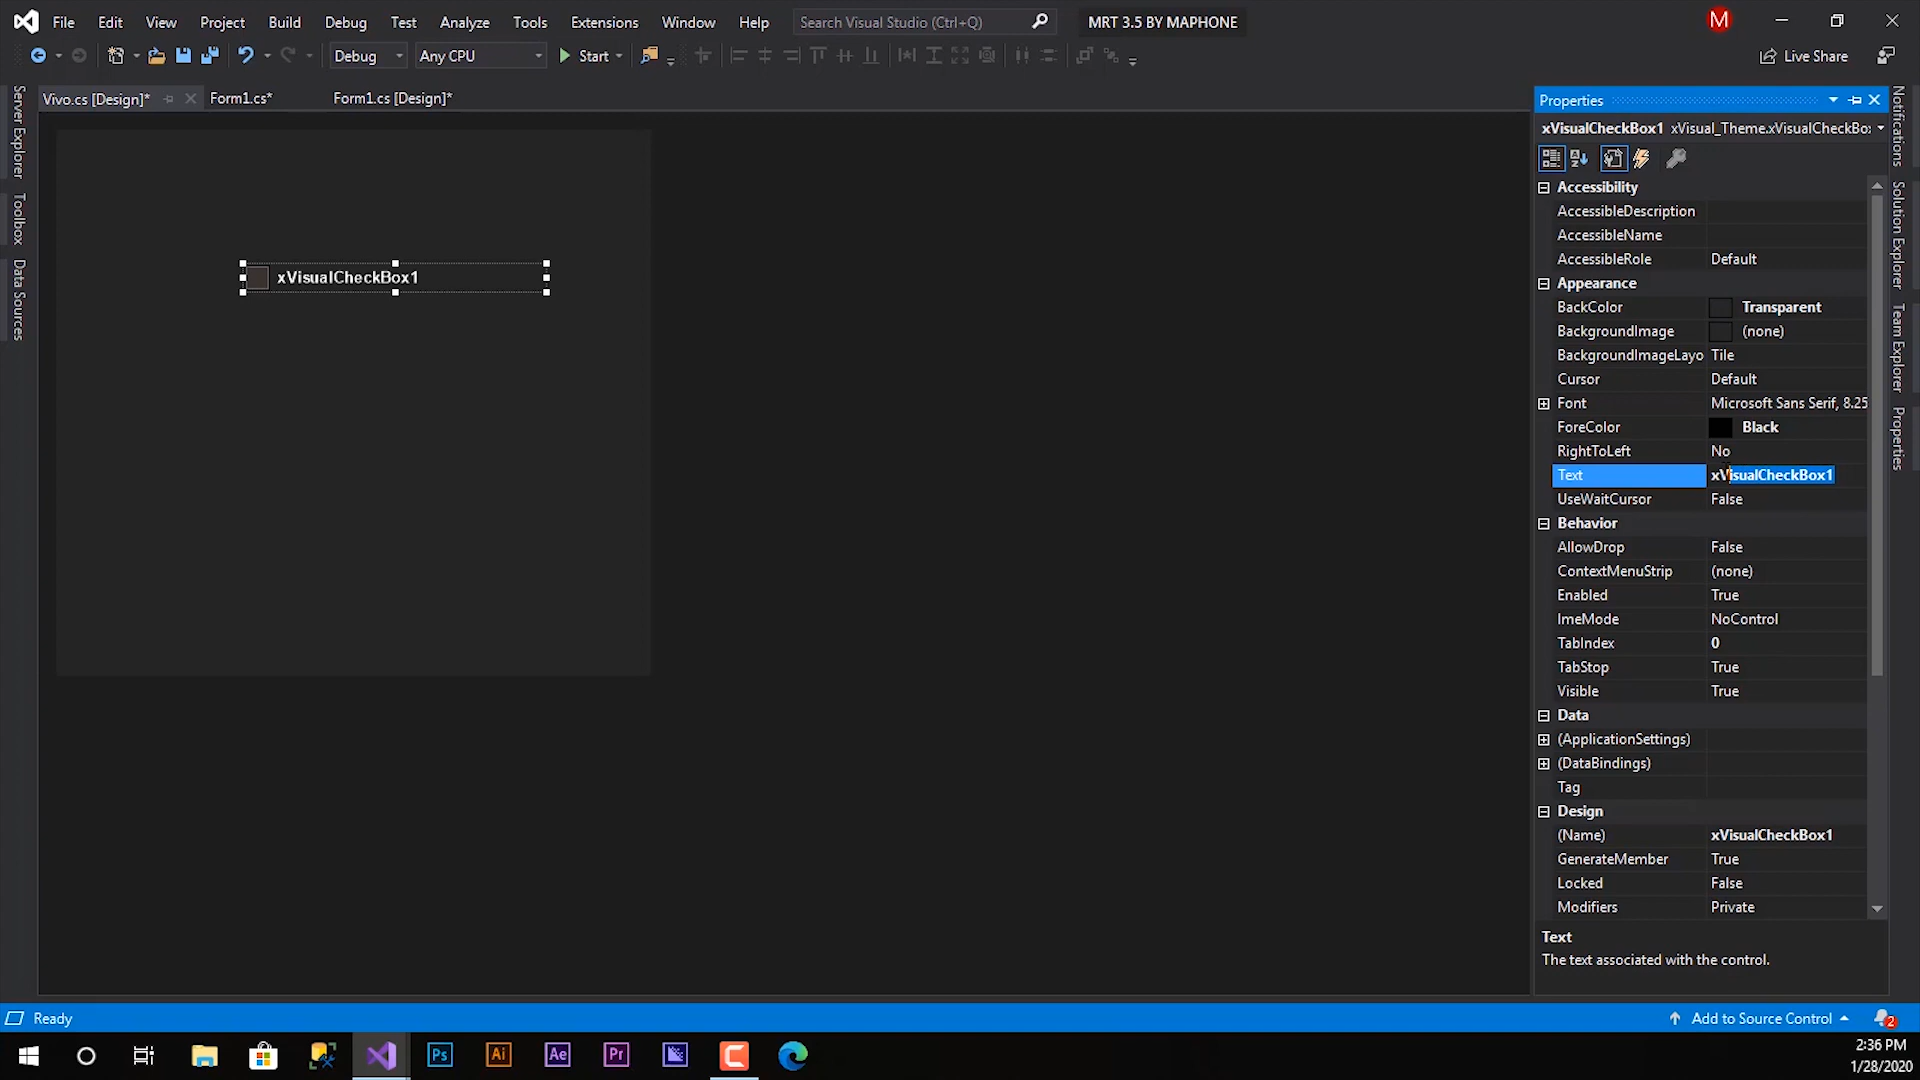 File Edit View Project Build Debug Test Analyze Tools Extensions Window Help Search Visual Studio (Ctrl+Q) MRT 3.5 BY MAPHONE M
Debug Any CPU Start Live Share
Vivo.cs [Design]* Form1.cs* Form1.cs [Design]*
Server Explorer
Toolbox
Data Sources
xVisualCheckBox1
Properties
xVisualCheckBox1 xVisual_Theme.xVisualCheckBo
Accessibility
AccessibleDescription
AccessibleName
AccessibleRole Default
Appearance
BackColor Transparent
BackgroundImage (none)
BackgroundImageLayo Tile
Cursor Default
Font Microsoft Sans Serif, 8.25
ForeColor Black
RightToLeft No
Text xVisualCheckBox1
UseWaitCursor False
Behavior
AllowDrop False
ContextMenuStrip (none)
Enabled True
ImeMode NoControl
TabIndex 0
TabStop True
Visible True
Data
(ApplicationSettings)
(DataBindings)
Tag
Design
(Name) xVisualCheckBox1
GenerateMember True
Locked False
Modifiers Private
Text
The text associated with the control.
Notifications
Solution Explorer
Team Explorer
Properties
Ready Add to Source Control 2
Ps Ai Ae Pr
2:36 PM
1/28/2020